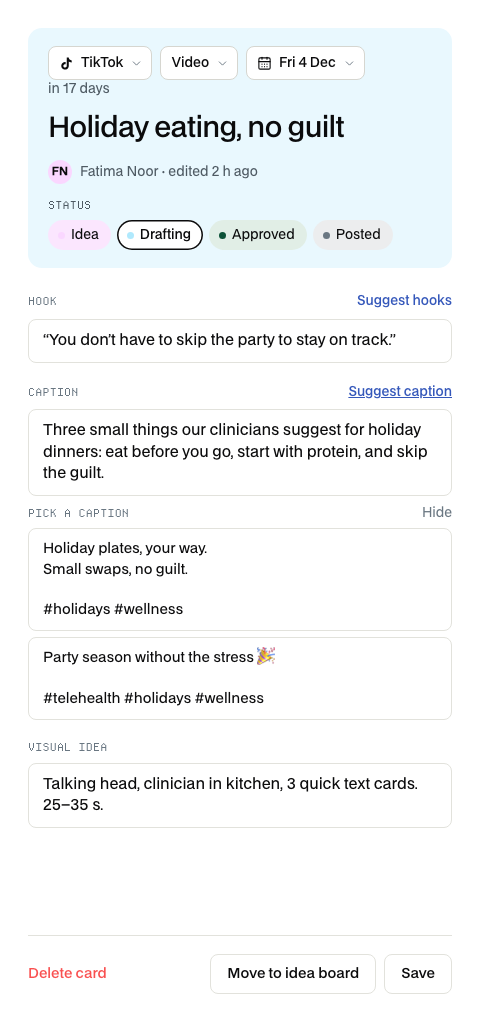 TikTok
Video
Fri 4 Dec
in 17 days
Holiday eating, no guilt
FN
Fatima Noor · edited 2 h ago
STATUS
Idea
Drafting
Approved
Posted
HOOK
Suggest hooks
“You don’t have to skip the party to stay on track.”
CAPTION
Suggest caption
Three small things our clinicians suggest for holiday
dinners: eat before you go, start with protein, and skip
the guilt.
PICK A CAPTION
Hide
Holiday plates, your way.
Small swaps, no guilt.
#holidays #wellness
Party season without the stress🎉
#telehealth #holidays #wellness
VISUAL IDEA
Talking head, clinician in kitchen, 3 quick text cards.
25–35 s.
Delete card
Move to idea board
Save